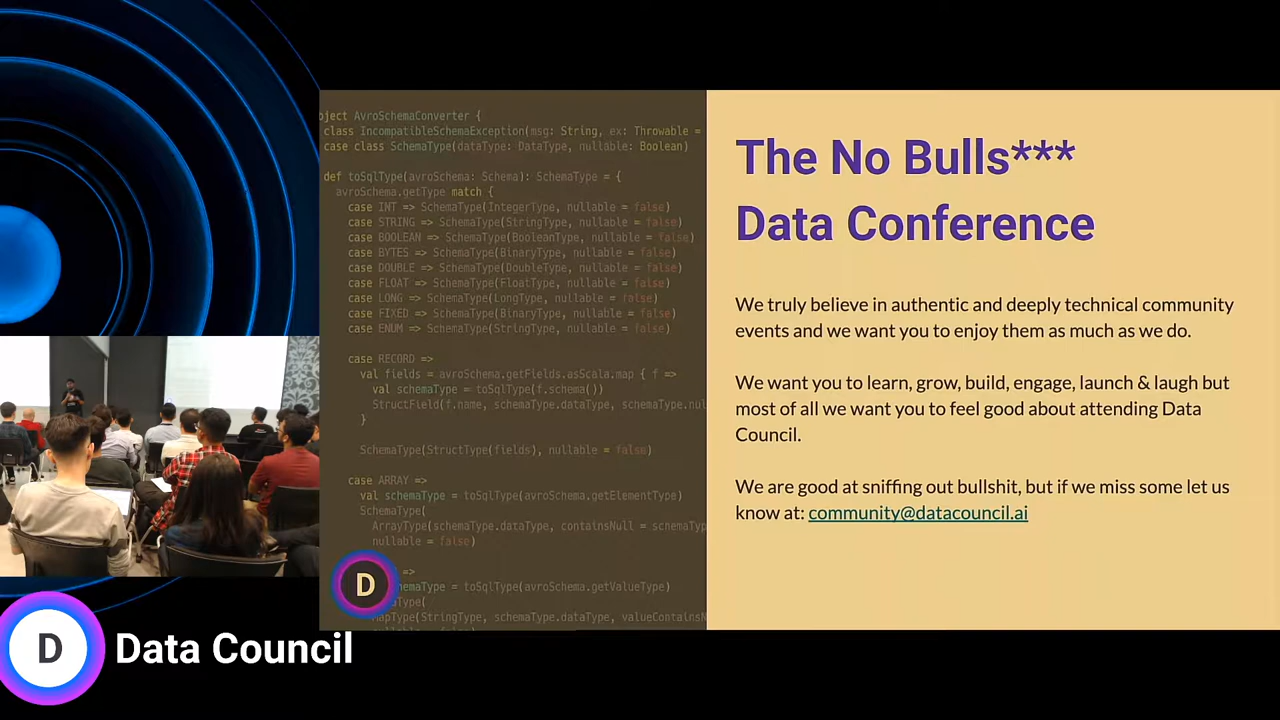 The No Bulls***
Data Conference
We truly believe in authentic and deeply technical community
events and we want you to enjoy them as much as we do.
We want you to learn, grow, build, engage, launch & laugh but
most of all we want you to feel good about attending Data
Council.
We are good at sniffing out bullshit, but if we miss some let us
know at: community@datacouncil.ai
bject AvroSchemaConverter {
class IncompatibleSchemaException(msg: String, ex: Throwable =
case class SchemaType(dataType: DataType, nullable: Boolean)
def toSqlType(avroSchema: Schema): SchemaType = {
avroSchema.getType match {
case INT => SchemaType(IntegerType, nullable = false)
case STRING => SchemaType(StringType, nullable = false)
case BOOLEAN => SchemaType(BooleanType, nullable = false)
case BYTES => SchemaType(BinaryType, nullable = false)
case DOUBLE => SchemaType(DoubleType, nullable = false)
case FLOAT => SchemaType(FloatType, nullable = false)
case LONG => SchemaType(LongType, nullable = false)
case FIXED => SchemaType(BinaryType, nullable = false)
case ENUM => SchemaType(StringType, nullable = false)
case RECORD =>
val fields = avroSchema.getFields.asScala.map { f =>
val schemaType = toSqlType(f.schema())
StructField(f.name, schemaType.dataType, schemaType.nul
}
SchemaType(StructType(fields), nullable = false)
case ARRAY =>
val schemaType = toSqlType(avroSchema.getElementType)
SchemaType(
ArrayType(schemaType.dataType, containsNull = schemaTyp
nullable = false)
=>
hemaType = toSqlType(avroSchema.getValueType)
aType(
MapType(StringType, schemaType.dataType, valueContainsN
D
D
Data Council